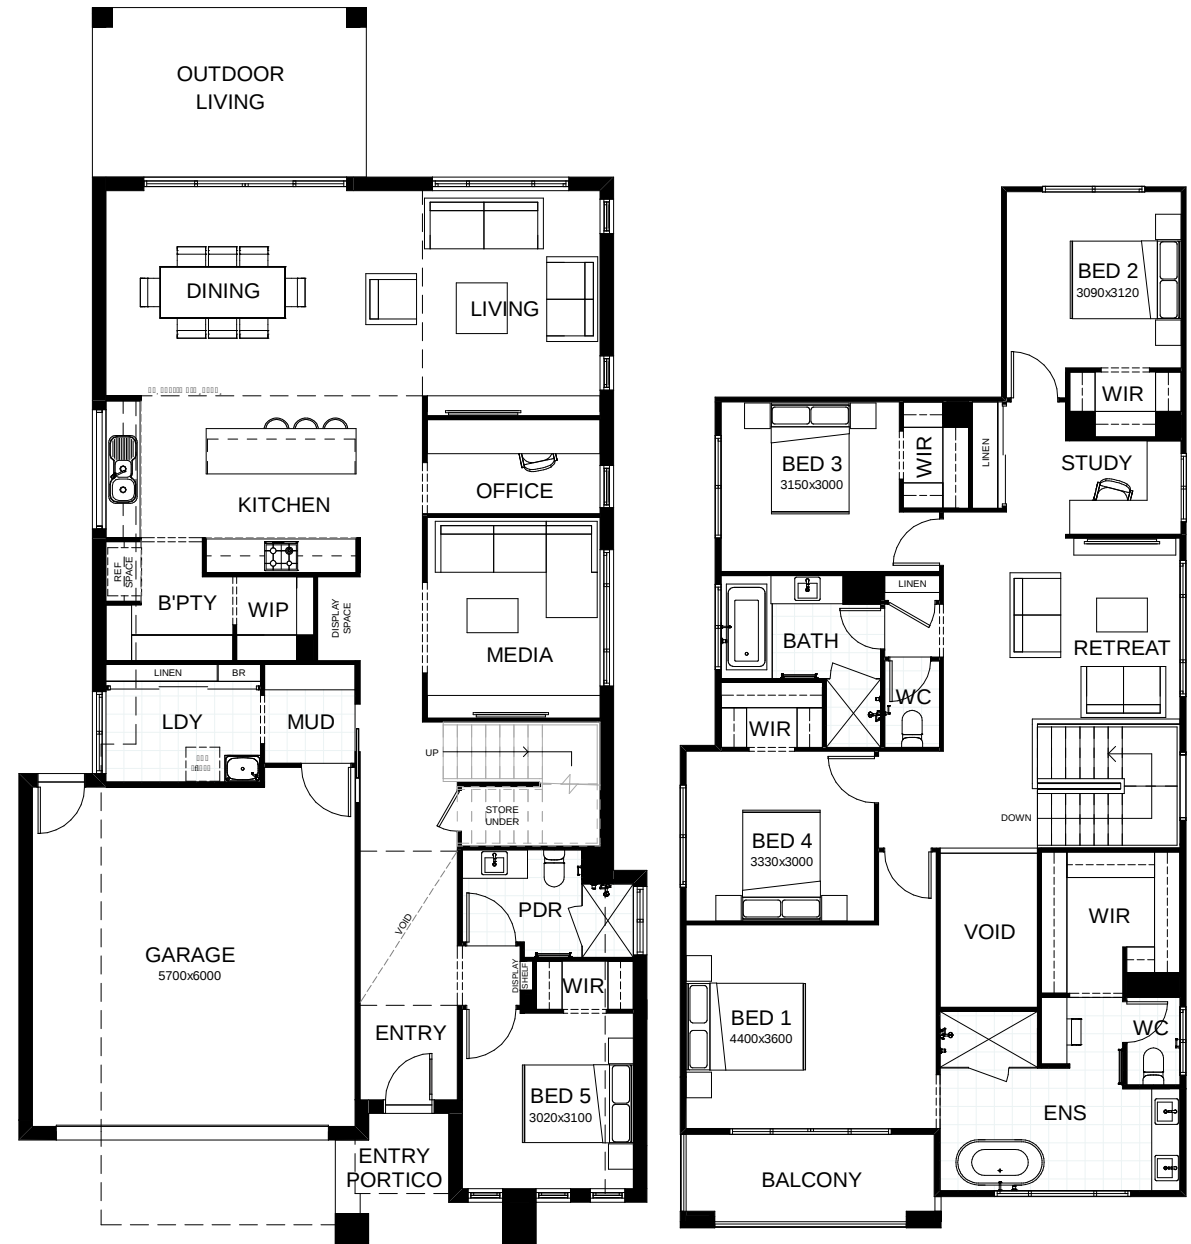 OUTDOOR
LIVING
DINING
LIVING
KITCHEN
OFFICE
REF
SPACE
B'PTY
WIP
DISPLAY
SPACE
MEDIA
LINEN
BR
LDY
MUD
UP
STORE
UNDER
VOID
PDR
DISPLAY
SHELF
WIR
GARAGE
5700x6000
ENTRY
BED 5
3020x3100
ENTRY
PORTICO
BED 2
3090x3120
WIR
BED 3
3150x3000
WIR
LINEN
STUDY
LINEN
BATH
RETREAT
WC
WIR
DOWN
BED 4
3330x3000
VOID
WIR
BED 1
4400x3600
WC
ENS
BALCONY